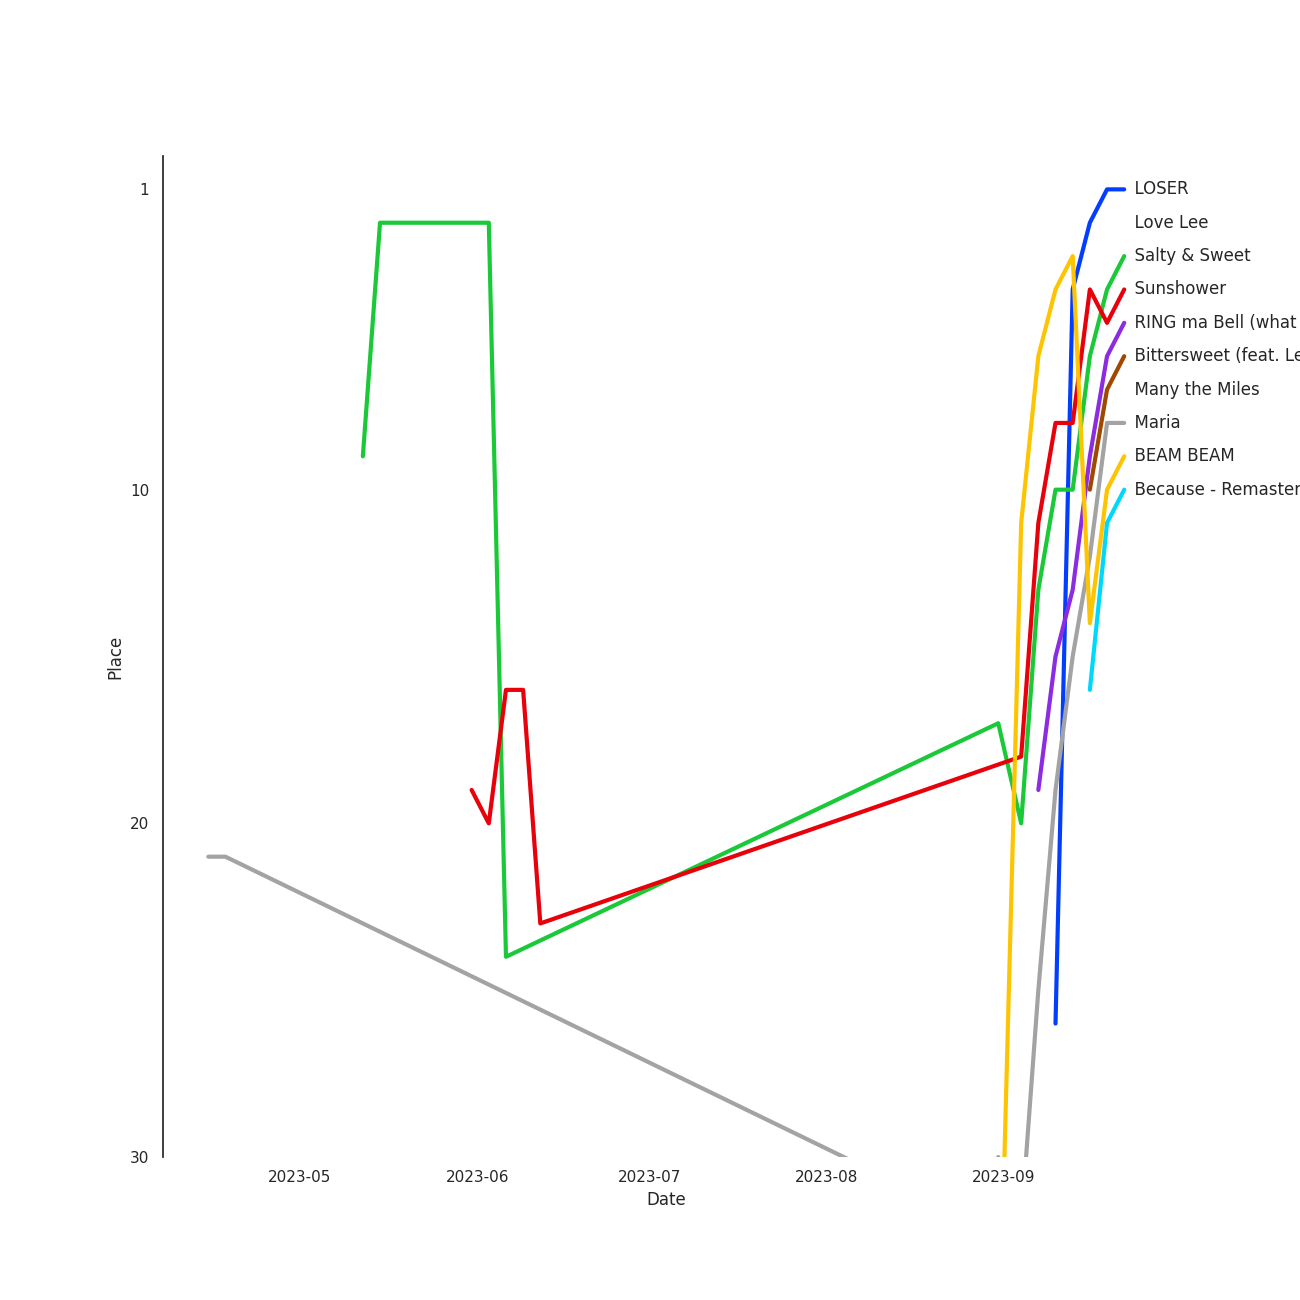 1
10
20
30
Place
2023-05
2023-06
2023-07
2023-08
2023-09
Date
LOSER
Love Lee
Salty & Sweet
Sunshower
RING ma Bell (what
Bittersweet (feat. Le
Many the Miles
Maria
BEAM BEAM
Because - Remaster